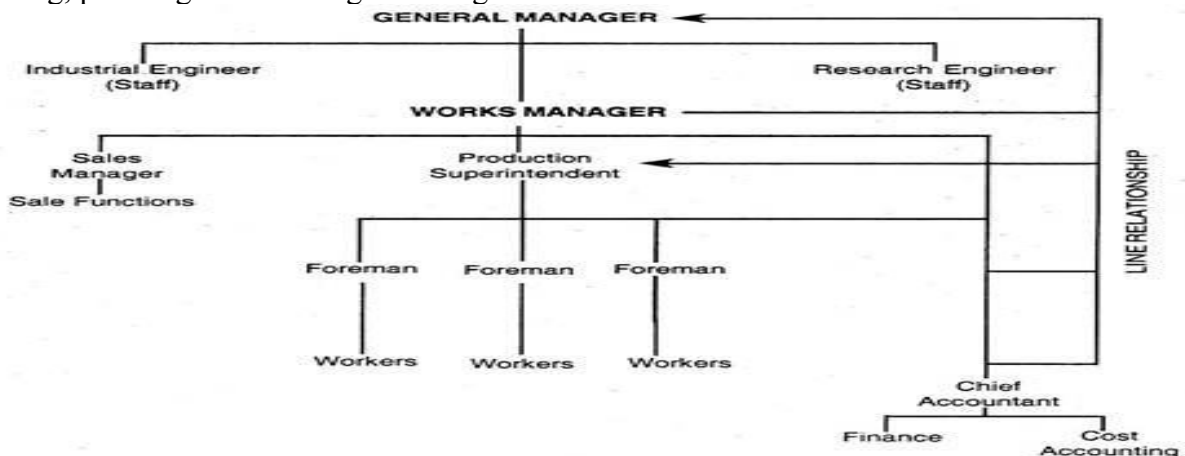 GENERAL MANAGER
Industrial Engineer
(Staff)
Research Engineer
(Staff)
WORKS MANAGER
Sales
Manager
Sale Functions
Production
Superintendent
LINE RELATIONSHIP
Foreman Foreman Foreman
Workers Workers Workers
Chief
Accountant
Finance
Cost
Accounting